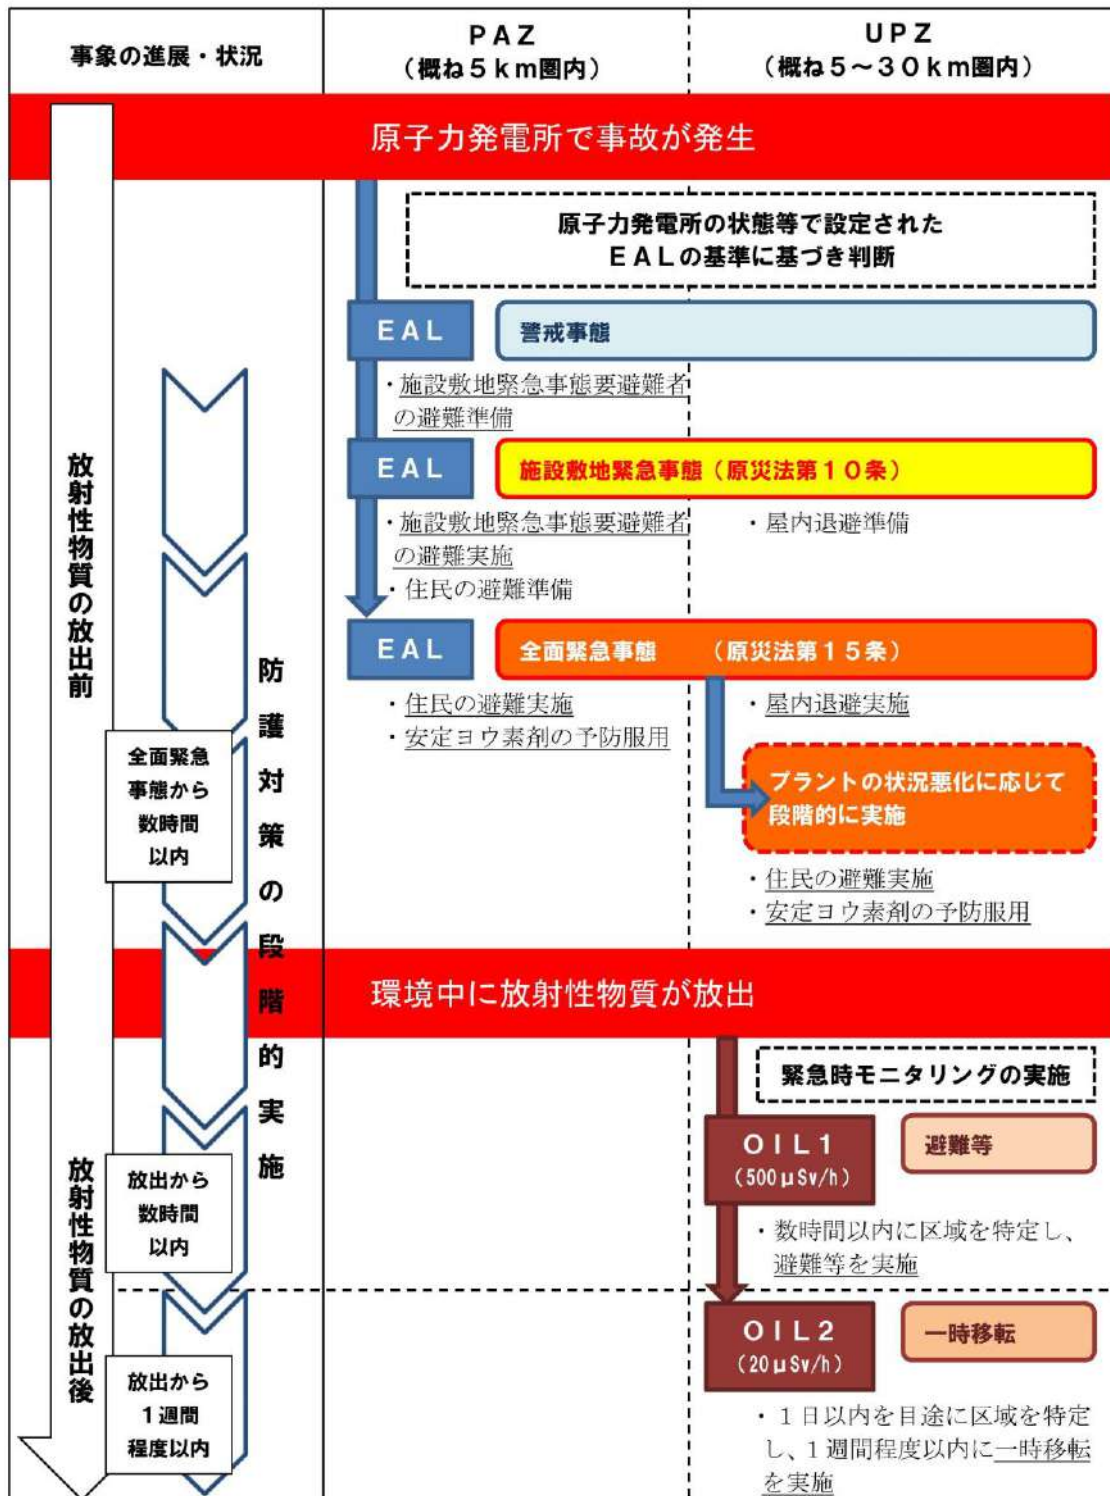 事象の進展・状況
ＰＡＺ
（概ね５ｋｍ圏内）
ＵＰＺ
（概ね５～３０ｋｍ圏内）
原子力発電所で事故が発生
原子力発電所の状態等で設定された
ＥＡＬの基準に基づき判断
ＥＡＬ
警戒事態
・施設敷地緊急事態要避難者
の避難準備
ＥＡＬ
施設敷地緊急事態（原災法第１０条）
・施設敷地緊急事態要避難者
の避難実施
・住民の避難準備
・屋内退避準備
ＥＡＬ
全面緊急事態　（原災法第１５条）
・住民の避難実施
・安定ヨウ素剤の予防服用
・屋内退避実施
プラントの状況悪化に応じて
段階的に実施
・住民の避難実施
・安定ヨウ素剤の予防服用
放射性物質の放出前
全面緊急
事態から
数時間
以内
防護対策の段階的実施
環境中に放射性物質が放出
緊急時モニタリングの実施
ＯＩＬ１
（500μSv/h）
避難等
・数時間以内に区域を特定し、
避難等を実施
放射性物質の放出後
放出から
数時間
以内
ＯＩＬ２
（20μSv/h）
一時移転
・１日以内を目途に区域を特定
し、１週間程度以内に一時移転
を実施
放出から
１週間
程度以内